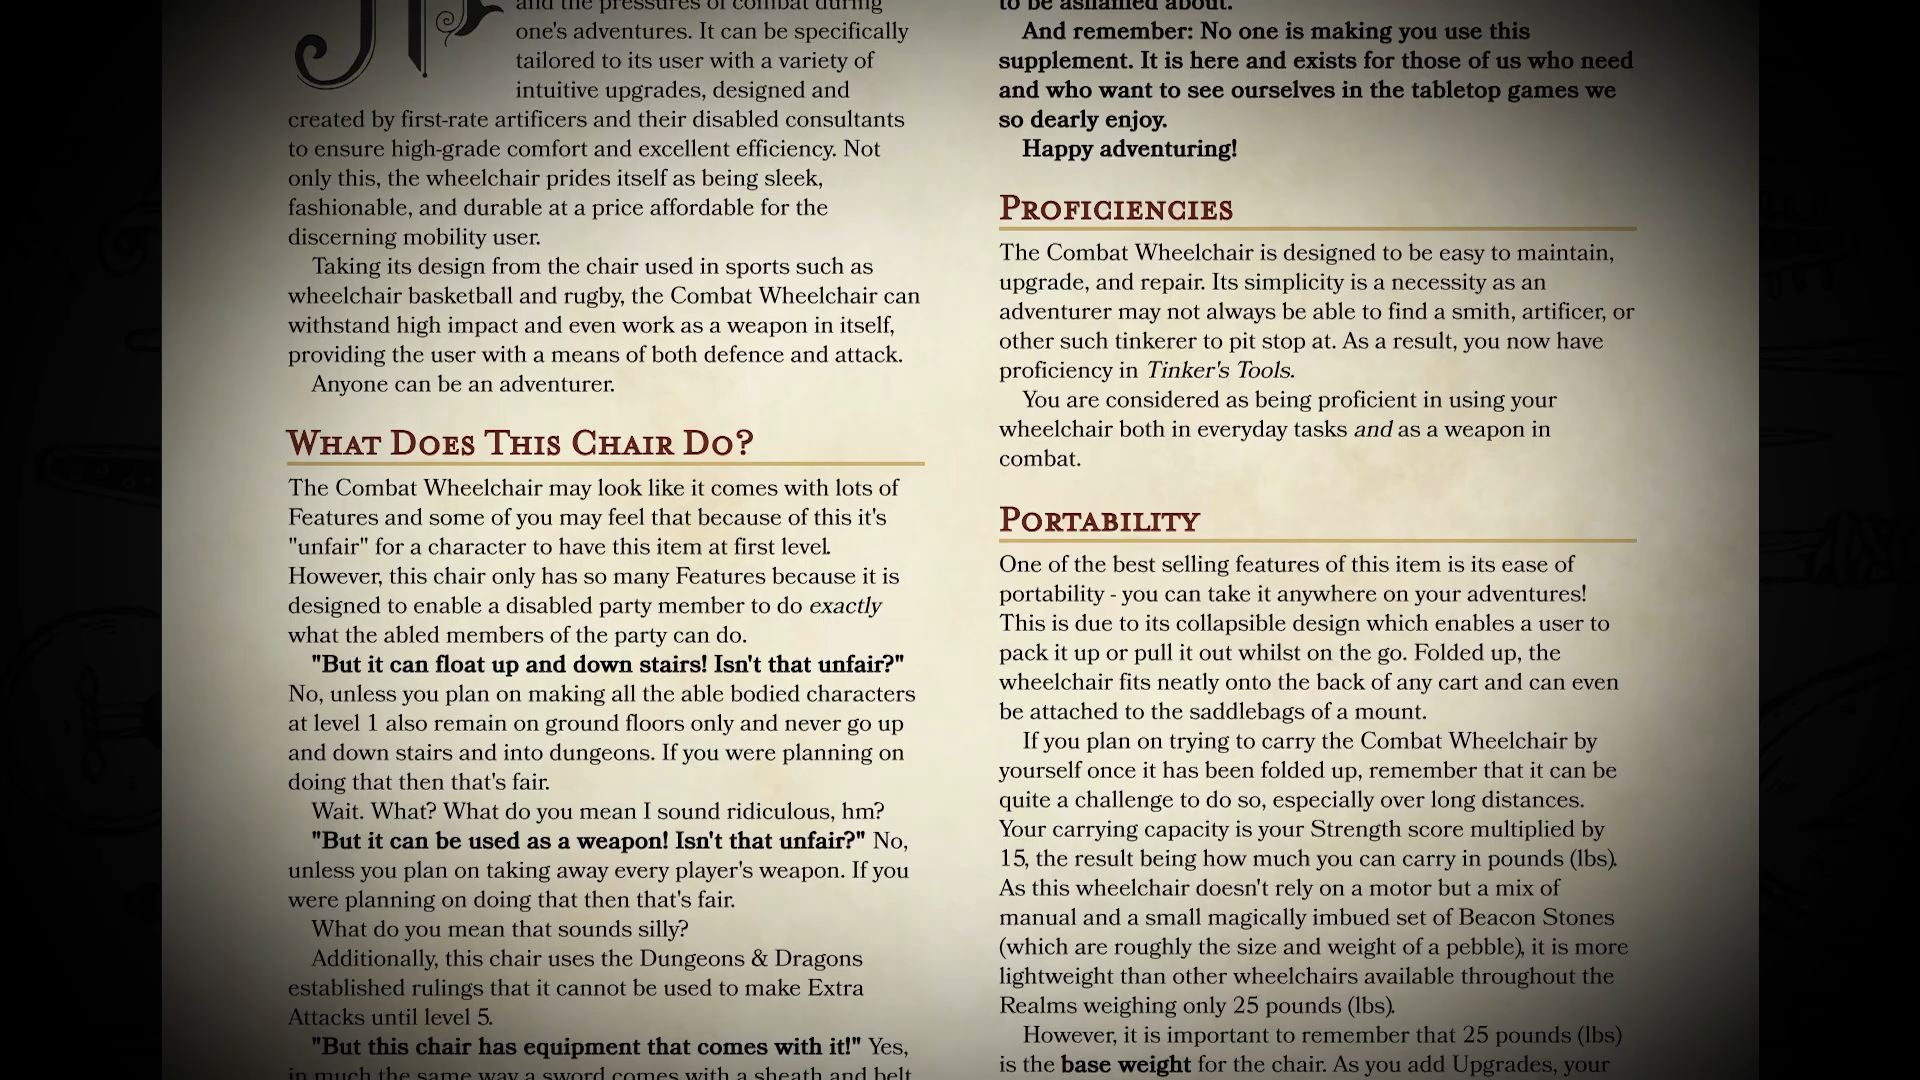 and the pressures of combat during
one's adventures. It can be specifically
tailored to its user with a variety of
intuitive upgrades, designed and
created by first-rate artificers and their disabled consultants
to ensure high-grade comfort and excellent efficiency. Not
only this, the wheelchair prides itself as being sleek,
fashionable, and durable at a price affordable for the
discerning mobility user.
Taking its design from the chair used in sports such as
wheelchair basketball and rugby, the Combat Wheelchair can
withstand high impact and even work as a weapon in itself,
providing the user with a means of both defence and attack.
Anyone can be an adventurer.
What Does This Chair Do?
The Combat Wheelchair may look like it comes with lots of
Features and some of you may feel that because of this it's
"unfair" for a character to have this item at first level.
However, this chair only has so many Features because it is
designed to enable a disabled party member to do exactly
what the abled members of the party can do.
"But it can float up and down stairs! Isn't that unfair?"
No, unless you plan on making all the able bodied characters
at level 1 also remain on ground floors only and never go up
and down stairs and into dungeons. If you were planning on
doing that then that's fair.
Wait. What? What do you mean I sound ridiculous, hm?
"But it can be used as a weapon! Isn't that unfair?" No,
unless you plan on taking away every player's weapon. If you
were planning on doing that then that's fair.
What do you mean that sounds silly?
Additionally, this chair uses the Dungeons & Dragons
established rulings that it cannot be used to make Extra
Attacks until level 5.
"But this chair has equipment that comes with it!" Yes,
in much the same way a sword comes with a sheath and belt
to be ashamed about.
And remember: No one is making you use this
supplement. It is here and exists for those of us who need
and who want to see ourselves in the tabletop games we
so dearly enjoy.
Happy adventuring!
Proficiencies
The Combat Wheelchair is designed to be easy to maintain,
upgrade, and repair. Its simplicity is a necessity as an
adventurer may not always be able to find a smith, artificer, or
other such tinkerer to pit stop at. As a result, you now have
proficiency in Tinker's Tools.
You are considered as being proficient in using your
wheelchair both in everyday tasks and as a weapon in
combat.
Portability
One of the best selling features of this item is its ease of
portability - you can take it anywhere on your adventures!
This is due to its collapsible design which enables a user to
pack it up or pull it out whilst on the go. Folded up, the
wheelchair fits neatly onto the back of any cart and can even
be attached to the saddlebags of a mount.
If you plan on trying to carry the Combat Wheelchair by
yourself once it has been folded up, remember that it can be
quite a challenge to do so, especially over long distances.
Your carrying capacity is your Strength score multiplied by
15, the result being how much you can carry in pounds (lbs).
As this wheelchair doesn't rely on a motor but a mix of
manual and a small magically imbued set of Beacon Stones
(which are roughly the size and weight of a pebble), it is more
lightweight than other wheelchairs available throughout the
Realms weighing only 25 pounds (lbs).
However, it is important to remember that 25 pounds (lbs)
is the base weight for the chair. As you add Upgrades, your